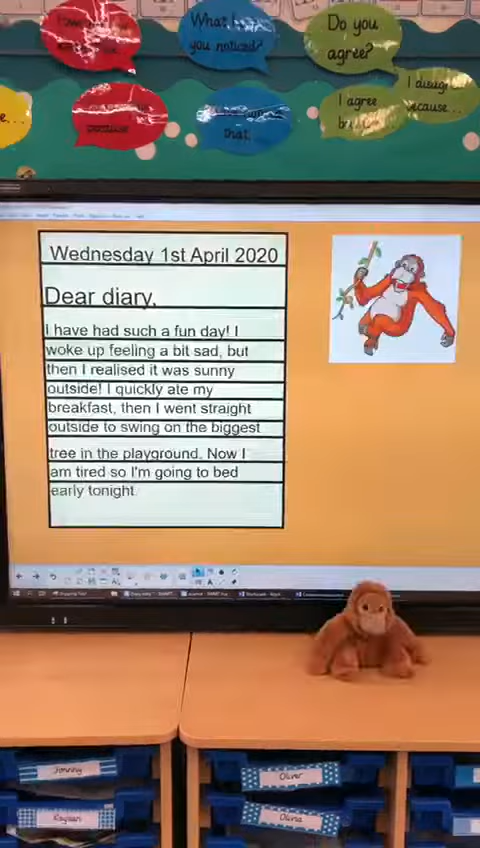 What
you noticed?
Do you
agree?
I
because...
I agree
e...
because
that
Wednesday 1st April 2020
Dear diary,
I have had such a fun day! I
woke up feeling a bit sad, but
then I realised it was sunny
outside! I quickly ate my
breakfast, then I went straight
outside to swing on the biggest
tree in the playground. Now I
am tired so I'm going to bed
early tonight.
Jenny
Oliver
Kaydan
Olivia